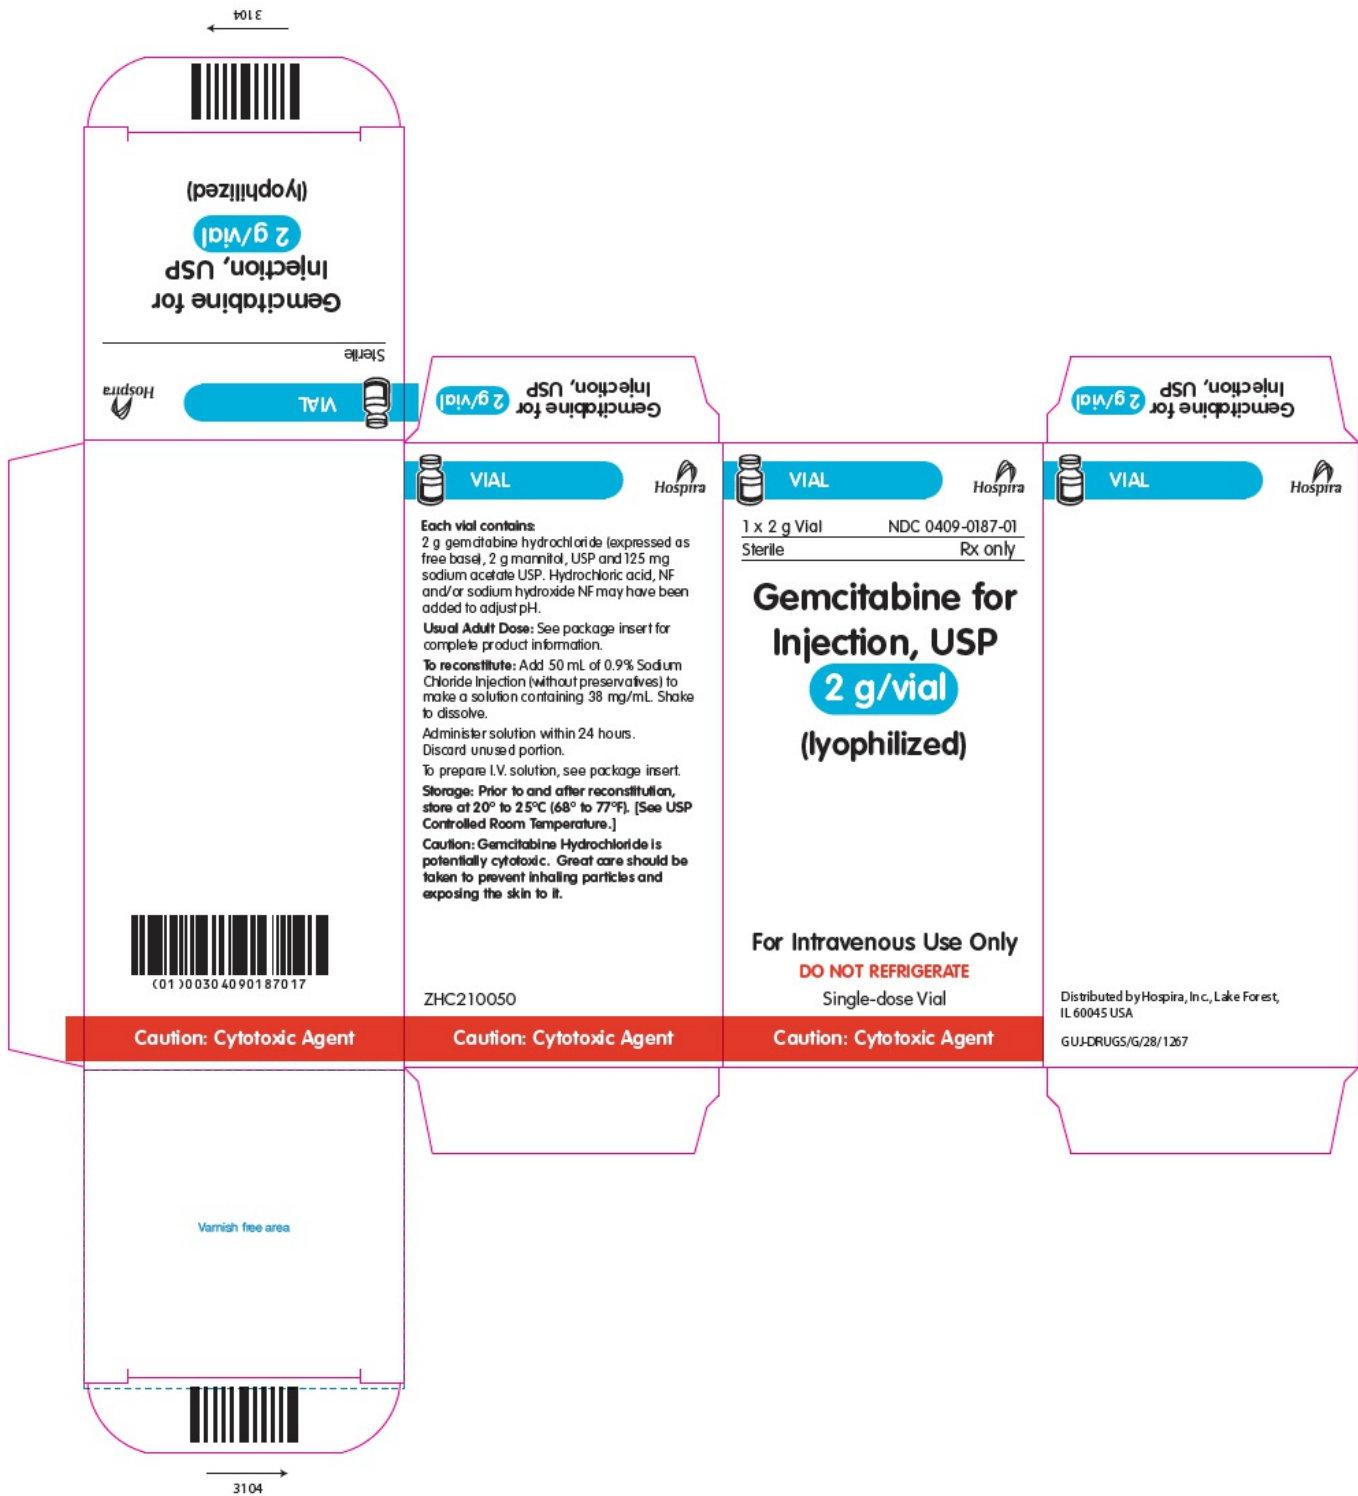 3104
(lyophilized)
2 g/vial
Injection, USP
Gemcitabine for
Sterile
Hospira
VIAL
Gemcitabine for
Injection, USP
2 g/vial
Gemcitabine for
Injection, USP
2 g/vial
VIAL
Hospira
Each vial contains:
2 g gemcitabine hydrochloride (expressed as
free base), 2 g mannitol, USP and 125 mg
sodium acetate USP. Hydrochloric acid, NF
and/or sodium hydroxide NF may have been
added to adjust pH.
Usual Adult Dose: See package insert for
complete product information.
To reconstitute: Add 50 mL of 0.9% Sodium
Chloride Injection (without preservatives) to
make a solution containing 38 mg/mL. Shake
to dissolve.
Administer solution within 24 hours.
Discard unused portion.
To prepare I.V. solution, see package insert.
Storage: Prior to and after reconstitution,
store at 20° to 25°C (68° to 77°F). [See USP
Controlled Room Temperature.]
Caution: Gemcitabine Hydrochloride is
potentially cytotoxic. Great care should be
taken to prevent inhaling particles and
exposing the skin to it.
ZHC210050
Caution: Cytotoxic Agent
VIAL
Hospira
1 x 2 g Vial NDC 0409-0187-01
Sterile Rx only
Gemcitabine for
Injection, USP
2 g/vial
(lyophilized)
For Intravenous Use Only
DO NOT REFRIGERATE
Single-dose Vial
Caution: Cytotoxic Agent
VIAL
Hospira
Distributed by Hospira, Inc., Lake Forest,
IL 60045 USA
GUJ-DRUGS/G/28/1267
(01)00304090187017
Caution: Cytotoxic Agent
Varnish free area
3104